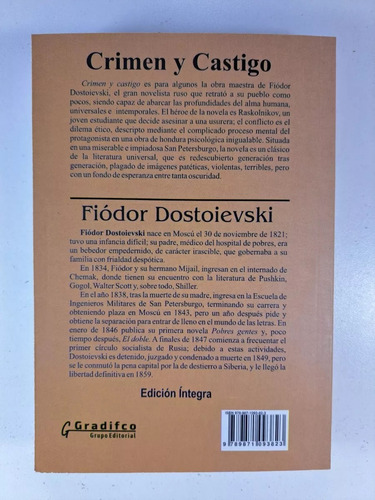 Crimen y Castigo
Crimen y castigo es para algunos la obra maestra de Fiódor
Dostoievski, el gran novelista ruso que retrató a su pueblo como
pocos, siendo capaz de abarcar las profundidades del alma humana,
universales e intemporales. El héroe de la novela es Raskolnikov, un
joven estudiante que decide asesinar a una usurera; el conflicto es el
dilema ético, descripto mediante el complicado proceso mental del
protagonista en una obra de hondura psicológica inigualable. Situada
en una miserable e impiadosa San Petersburgo, la novela es un clásico
de la literatura universal, que es redescubierto generación tras
generación, plagado de imágenes patéticas, violentas, terribles, pero
con un fondo de esperanza entre tanta oscuridad.
Fiódor Dostoievski
Fiódor Dostoievski nace en Moscú el 30 de noviembre de 1821;
tuvo una infancia difícil; su padre, médico del hospital de pobres, era
un bebedor empedernido, de carácter irascible, que gobernaba a su
familia con frialdad despótica.
En 1834, Fiódor y su hermano Mijail, ingresan en el internado de
Chemak, donde tienen su encuentro con la literatura de Pushkin,
Gogol, Walter Scott y, sobre todo, Shiller.
En el año 1838, tras la muerte de su madre, ingresa en la Escuela de
Ingenieros Militares de San Petersburgo, terminando su carrera y
obteniendo plaza en Moscú en 1843, pero un año después pide y
obtiene la separación para entrar de lleno en el mundo de las letras. En
enero de 1846 publica su primera novela Pobres gentes y, poco
tiempo después, El doble. A finales de 1847 comienza a frecuentar el
primer círculo socialista de Rusia; debido a estas actividades,
Dostoievski es detenido, juzgado y condenado a muerte en 1849, pero
se le conmutó la pena capital por la de destierro a Siberia, y le llegó la
libertad definitiva en 1859.
Edición Íntegra
Gradifco
Grupo Editorial
9789871093823